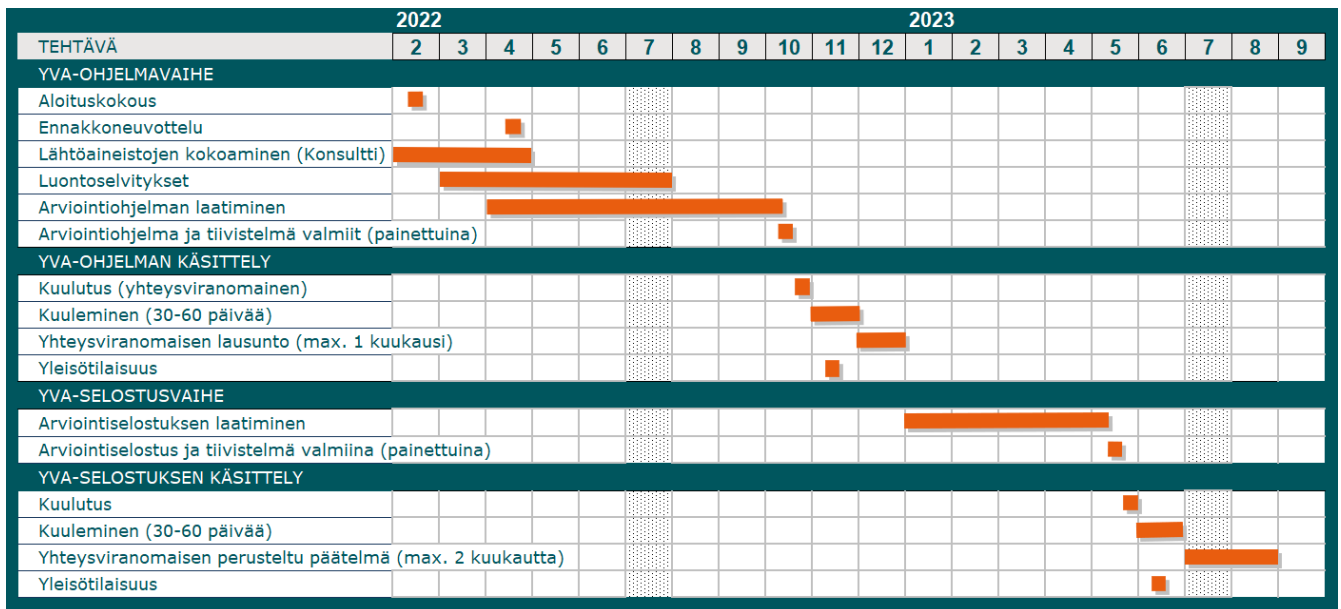 2022 2023
TEHTÄVÄ 2 3 4 5 6 7 8 9 10 11 12 1 2 3 4 5 6 7 8 9
YVA-OHJELMAVAIHE
Aloituskokous
Ennakkoneuvottelu
Lähtöaineistojen kokoaminen (Konsultti)
Luontoselvitykset
Arviointiohjelman laatiminen
Arviointiohjelma ja tiivistelmä valmiit (painettuina)
YVA-OHJELMAN KÄSITTELY
Kuulutus (yhteysviranomainen)
Kuuleminen (30-60 päivää)
Yhteysviranomaisen lausunto (max. 1 kuukausi)
Yleisötilaisuus
YVA-SELOSTUSVAIHE
Arviointiselostuksen laatiminen
Arviointiselostus ja tiivistelmä valmiina (painettuina)
YVA-SELOSTUKSEN KÄSITTELY
Kuulutus
Kuuleminen (30-60 päivää)
Yhteysviranomaisen perusteltu päätelmä (max. 2 kuukautta)
Yleisötilaisuus